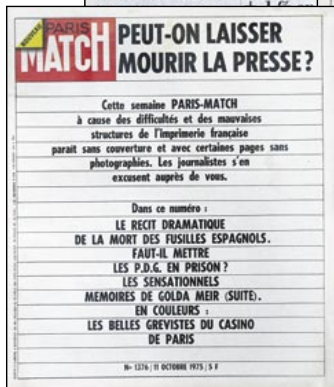 NOUVEAU
PARIS
MATCH
PEUT-ON LAISSER
MOURIR LA PRESSE?
Cette semaine PARIS-MATCH
à cause des difficultés et des mauvaises
structures de l'imprimerie française
parait sans couverture et avec certaines pages sans
photographies. Les journalistes s'en
excusent auprès de vous.
Dans ce numéro :
LE RECIT DRAMATIQUE
DE LA MORT DES FUSILLES ESPAGNOLS.
FAUT-IL METTRE
LES P.D.G. EN PRISON?
LES SENSATIONNELS
MEMOIRES DE GOLDA MEIR (SUITE).
EN COULEURS :
LES BELLES GREVISTES DU CASINO
DE PARIS
N° 1376 | 11 OCTOBRE 1975 | 5 F